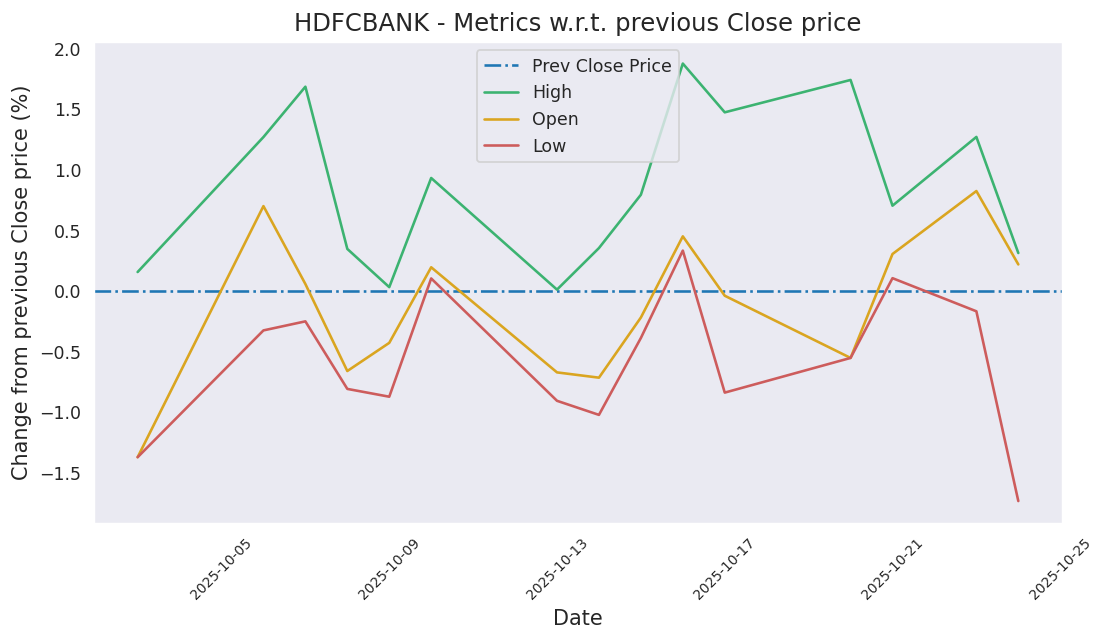 HDFCBANK - Metrics w.r.t. previous Close price
Change from previous Close price (%)
2.0
1.5
1.0
0.5
0.0
−0.5
−1.0
−1.5
Prev Close Price
High
Open
Low
2025-10-05
2025-10-09
2025-10-13
2025-10-17
2025-10-21
2025-10-25
Date